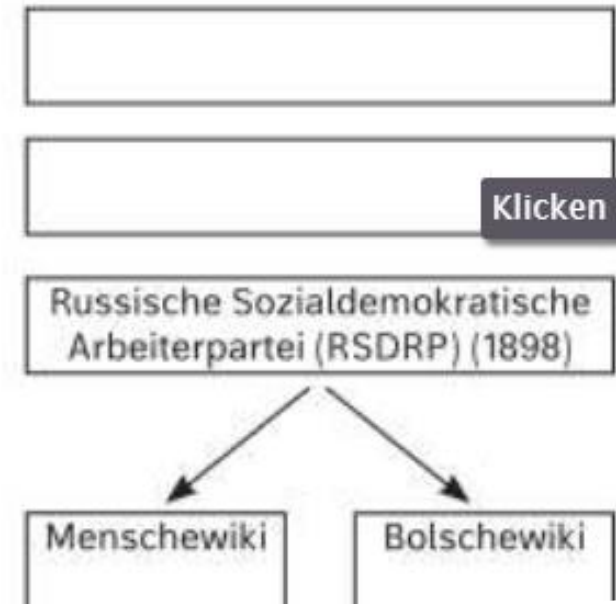 Klicken
Russische Sozialdemokratische
Arbeiterpartei (RSDRP) (1898)
Menschewiki
Bolschewiki